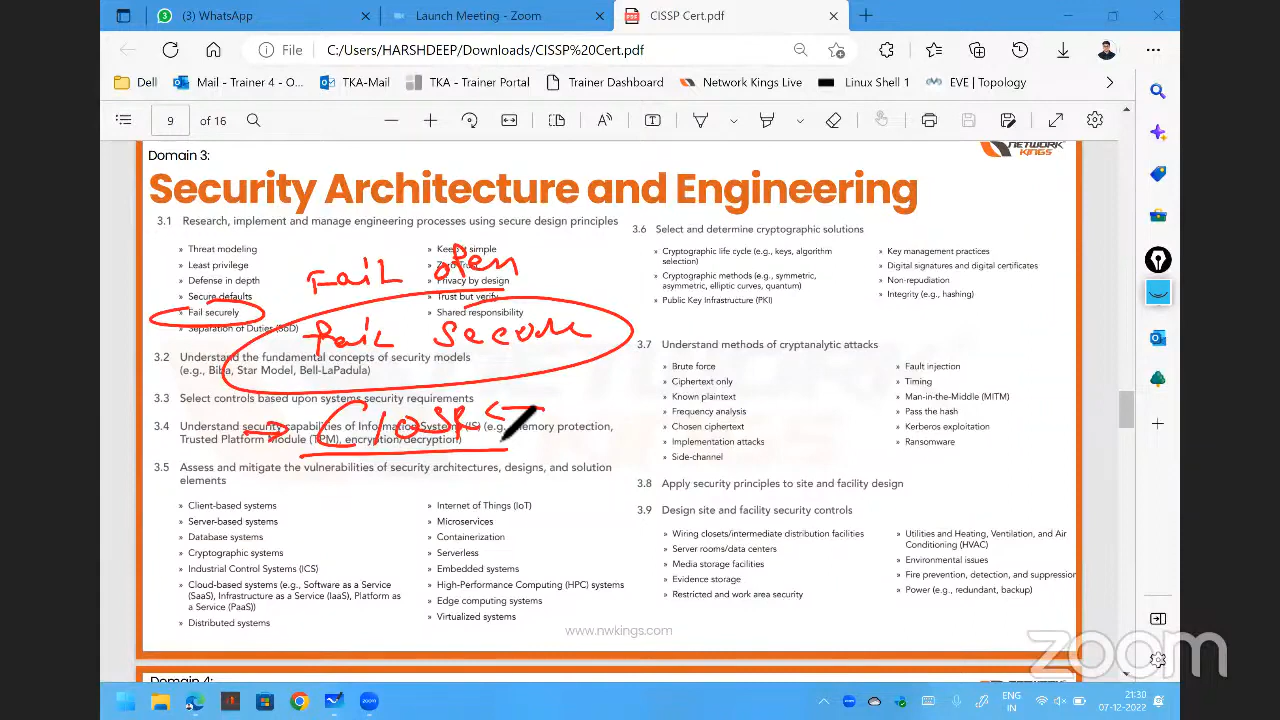 (3) WhatsApp
Launch Meeting - Zoom
CISSP Cert.pdf
File
C:/Users/HARSHDEEP/Downloads/CISSP%20Cert.pdf
Dell
Mail - Trainer 4 - O...
TKA-Mail
TKA - Trainer Portal
Trainer Dashboard
Network Kings Live
Linux Shell 1
EVE | Topology
9 of 16
Domain 3:
NETWORK
KINGS
Security Architecture and Engineering
3.1 Research, implement and manage engineering processes using secure design principles
» Threat modeling
» Least privilege
» Defense in depth
» Secure defaults
» Fail securely
» Separation of Duties (SoD)
» Keep it simple
» Zero Trust
» Privacy by design
» Trust but verify
» Shared responsibility
Fail open
Fail Secure
3.2 Understand the fundamental concepts of security models
(e.g., Biba, Star Model, Bell-LaPadula)
3.3 Select controls based upon systems security requirements
Close
3.4 Understand security capabilities of Information Systems (IS) (e.g., memory protection,
Trusted Platform Module (TPM), encryption/decryption)
3.5 Assess and mitigate the vulnerabilities of security architectures, designs, and solution
elements
» Client-based systems
» Server-based systems
» Database systems
» Cryptographic systems
» Industrial Control Systems (ICS)
» Cloud-based systems (e.g., Software as a Service
(SaaS), Infrastructure as a Service (IaaS), Platform as
a Service (PaaS))
» Distributed systems
» Internet of Things (IoT)
» Microservices
» Containerization
» Serverless
» Embedded systems
» High-Performance Computing (HPC) systems
» Edge computing systems
» Virtualized systems
3.6 Select and determine cryptographic solutions
» Cryptographic life cycle (e.g., keys, algorithm
selection)
» Cryptographic methods (e.g., symmetric,
asymmetric, elliptic curves, quantum)
» Public Key Infrastructure (PKI)
» Key management practices
» Digital signatures and digital certificates
» Non-repudiation
» Integrity (e.g., hashing)
3.7 Understand methods of cryptanalytic attacks
» Brute force
» Ciphertext only
» Known plaintext
» Frequency analysis
» Chosen ciphertext
» Implementation attacks
» Side-channel
» Fault injection
» Timing
» Man-in-the-Middle (MITM)
» Pass the hash
» Kerberos exploitation
» Ransomware
3.8 Apply security principles to site and facility design
3.9 Design site and facility security controls
» Wiring closets/intermediate distribution facilities
» Server rooms/data centers
» Media storage facilities
» Evidence storage
» Restricted and work area security
» Utilities and Heating, Ventilation, and Air
Conditioning (HVAC)
» Environmental issues
» Fire prevention, detection, and suppression
» Power (e.g., redundant, backup)
www.nwkings.com
Domain 4:
zoom
ENG
IN
21:30
07-12-2022